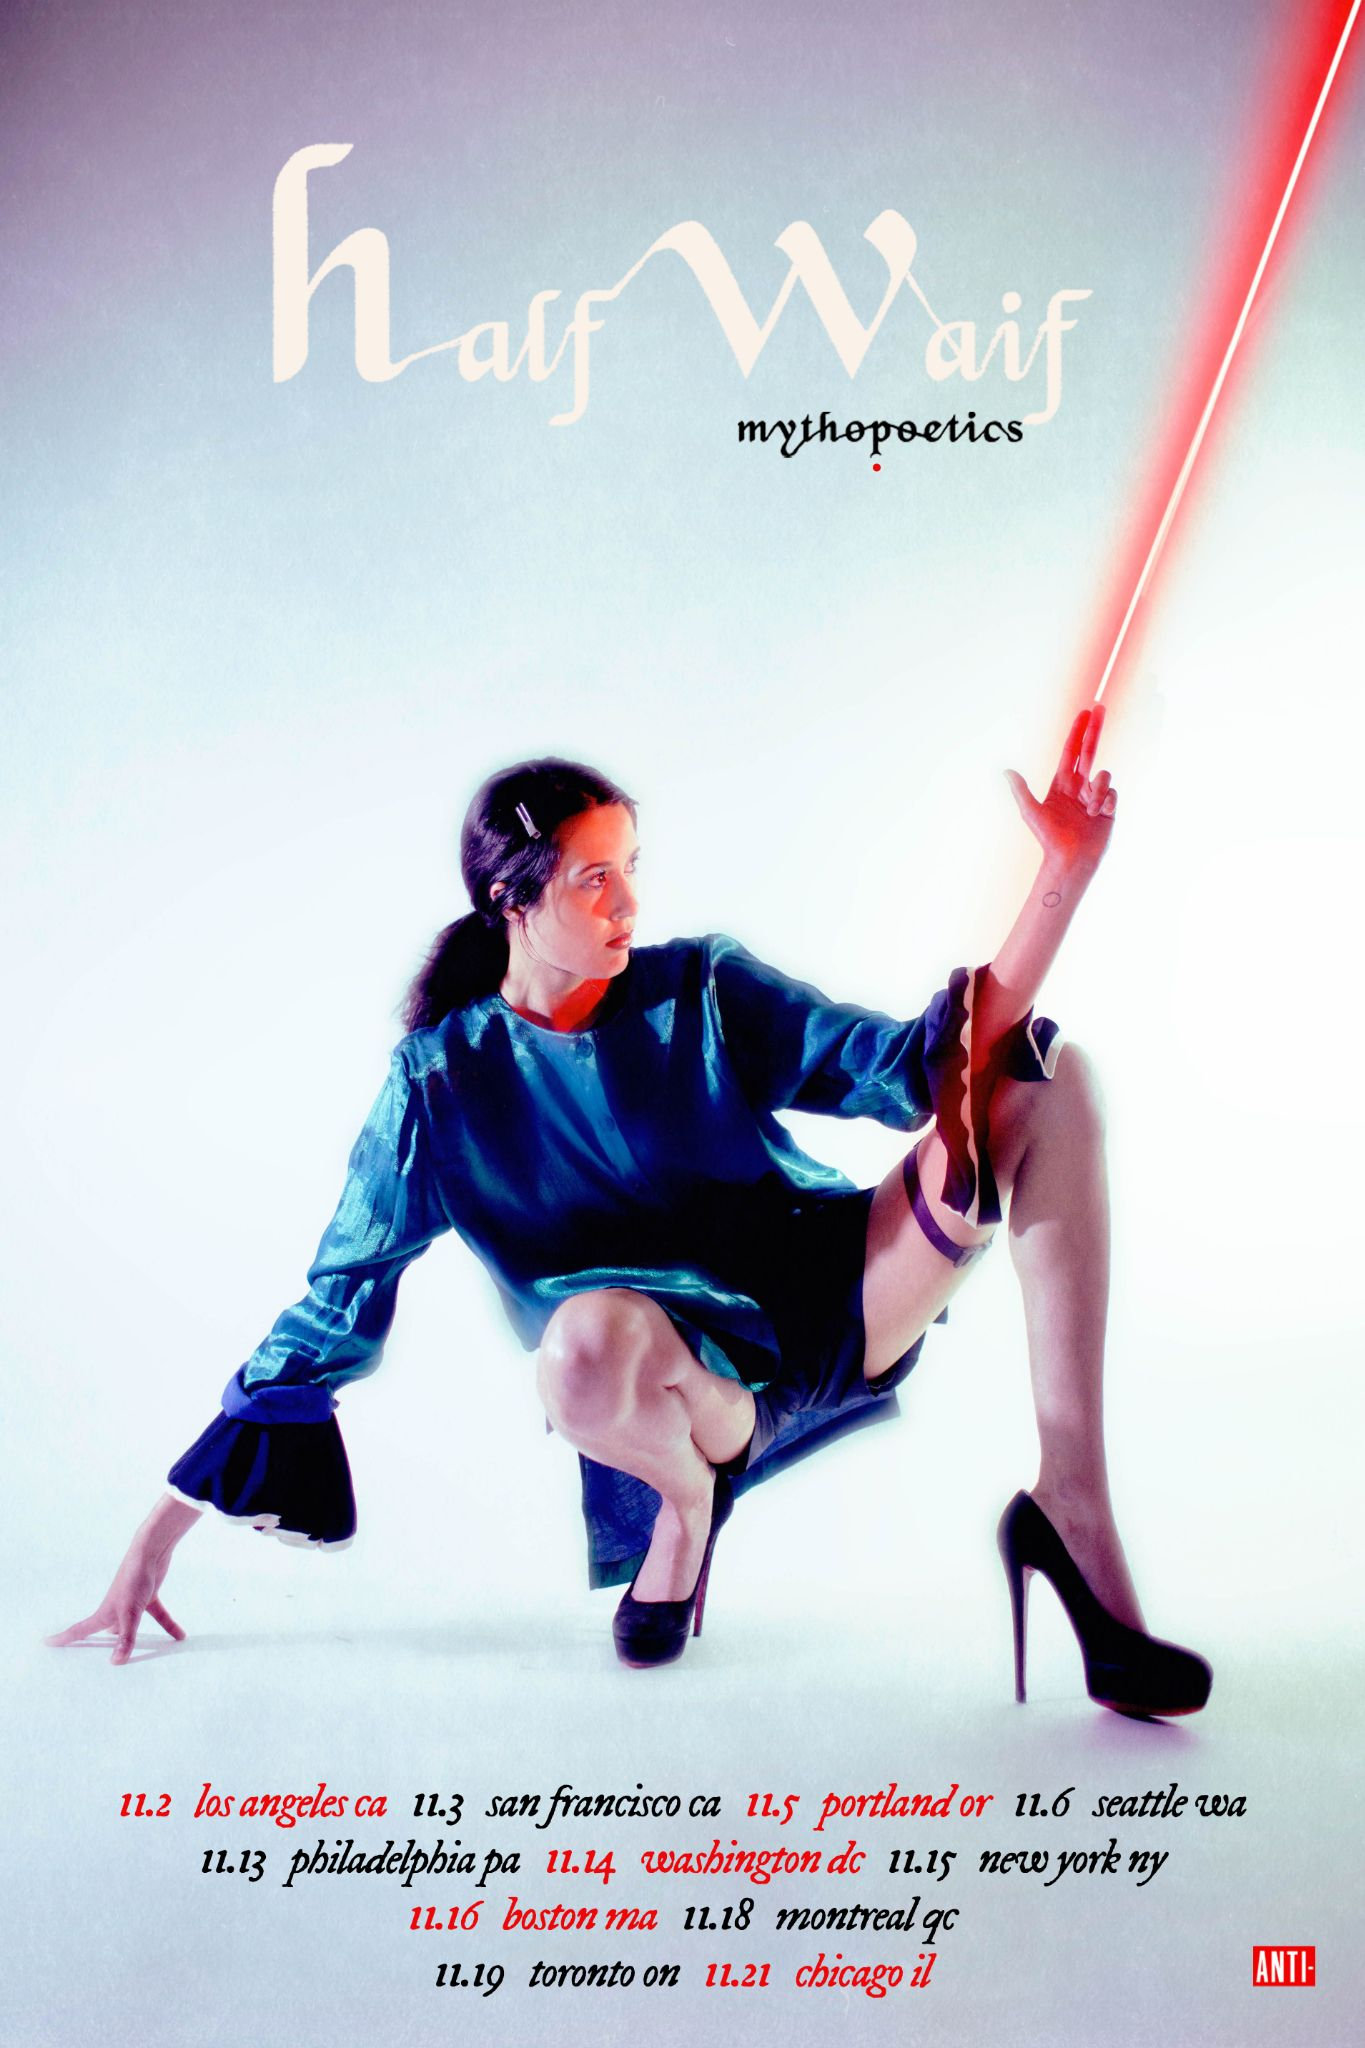 half waif
mythopoetics
11.2 los angeles ca 11.3 san francisco ca 11.5 portland or 11.6 seattle wa
11.13 philadelphia pa 11.14 washington dc 11.15 new york ny
11.16 boston ma 11.18 montreal qc
11.19 toronto on 11.21 chicago il
ANTI-